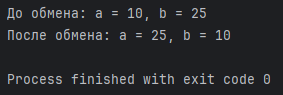 До обмена: a = 10, b = 25
После обмена: a = 25, b = 10
Process finished with exit code 0